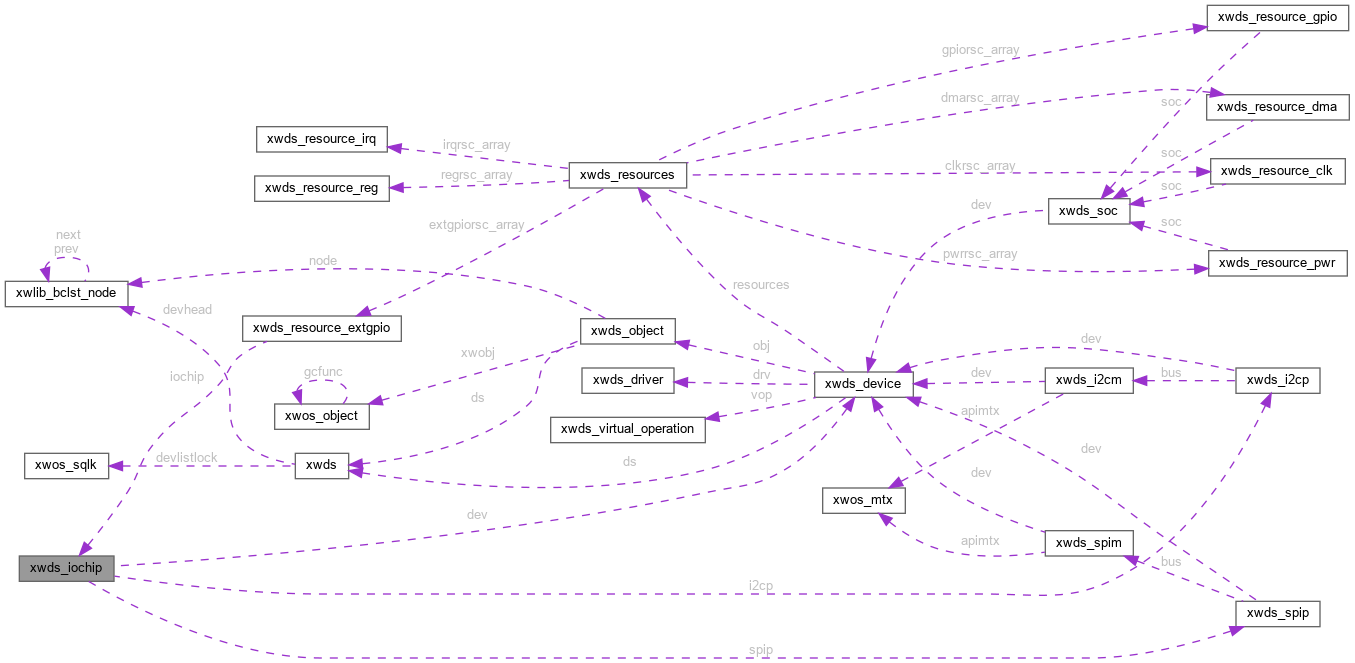 xwds_resource_gpio
gpiorsc_array
dmarsc_array
soc
xwds_resource_dma
xwds_resource_irq
irqrsc_array
soc
xwds_resources
clkrsc_array
xwds_resource_clk
regrsc_array
xwds_resource_reg
soc
dev
xwds_soc
extgpiorsc_array
soc
next
prev
node
pwrrsc_array
xwds_resource_pwr
resources
xwlib_bclst_node
devhead
xwds_resource_extgpio
xwds_object
obj
dev
xwobj
iochip
gcfunc
xwds_driver
drv
xwds_device
dev
xwds_i2cm
bus
xwds_i2cp
vop
ds
xwos_object
apimtx
xwds_virtual_operation
dev
devlistlock
xwos_sqlk
xwds
ds
dev
xwos_mtx
dev
apimtx
xwds_spim
bus
xwds_iochip
i2cp
xwds_spip
spip